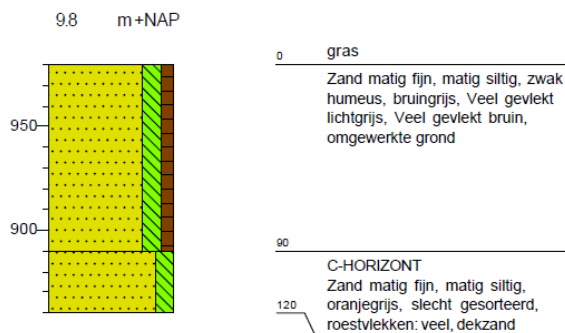 9.8 m+NAP
950
900
0 gras
Zand matig fijn, matig siltig, zwak
humeus, bruingrijs, Veel gevlekt
lichtgrijs, Veel gevlekt bruin,
omgewerkte grond
90
C-HORIZONT
Zand matig fijn, matig siltig,
oranjegrijs, slecht gesorteerd,
120 roestvlekken: veel, dekzand